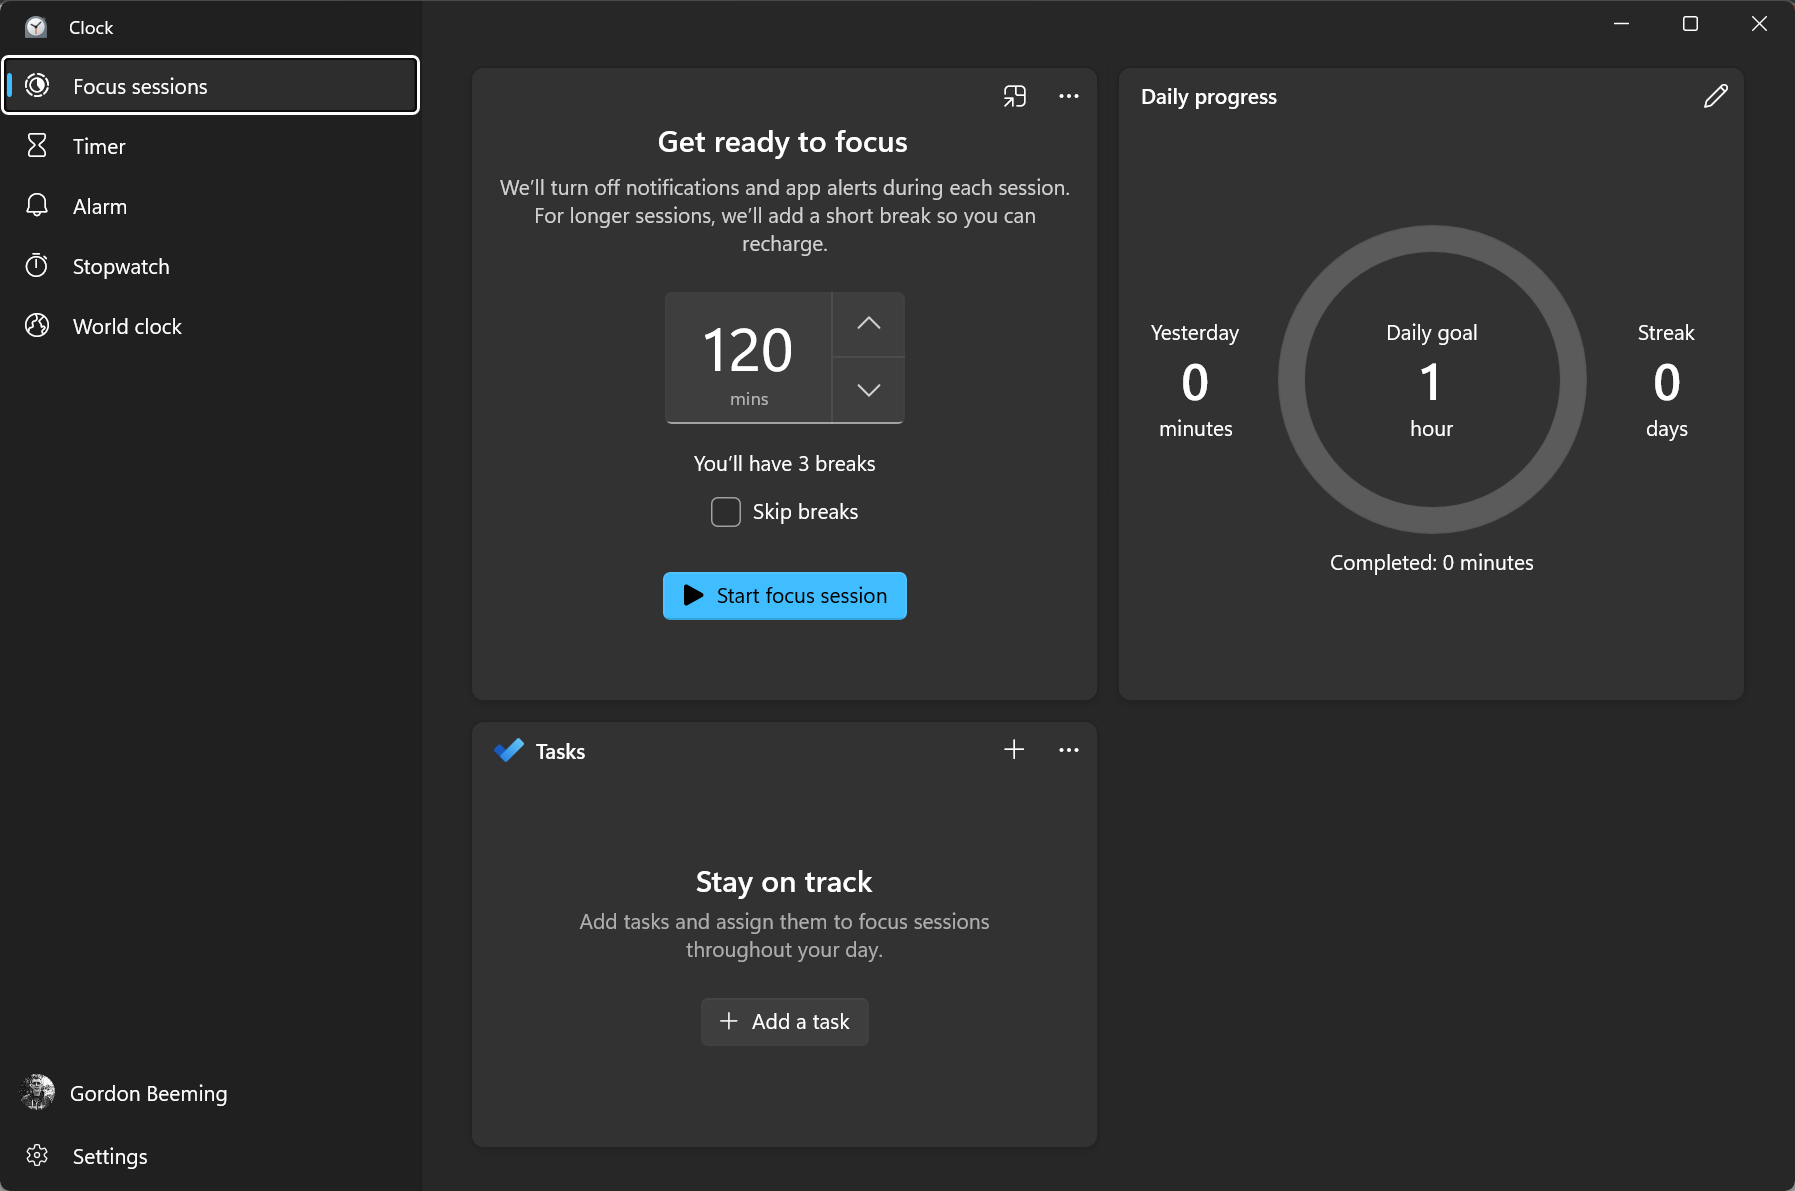 Clock
Focus sessions
Timer
Alarm
Stopwatch
World clock
Gordon Beeming
Settings
Get ready to focus
We’ll turn off notifications and app alerts during each session.
For longer sessions, we’ll add a short break so you can
recharge.
120
mins
You’ll have 3 breaks
Skip breaks
Start focus session
Daily progress
Yesterday
0
minutes
Daily goal
1
hour
Streak
0
days
Completed: 0 minutes
Tasks
Stay on track
Add tasks and assign them to focus sessions
throughout your day.
Add a task